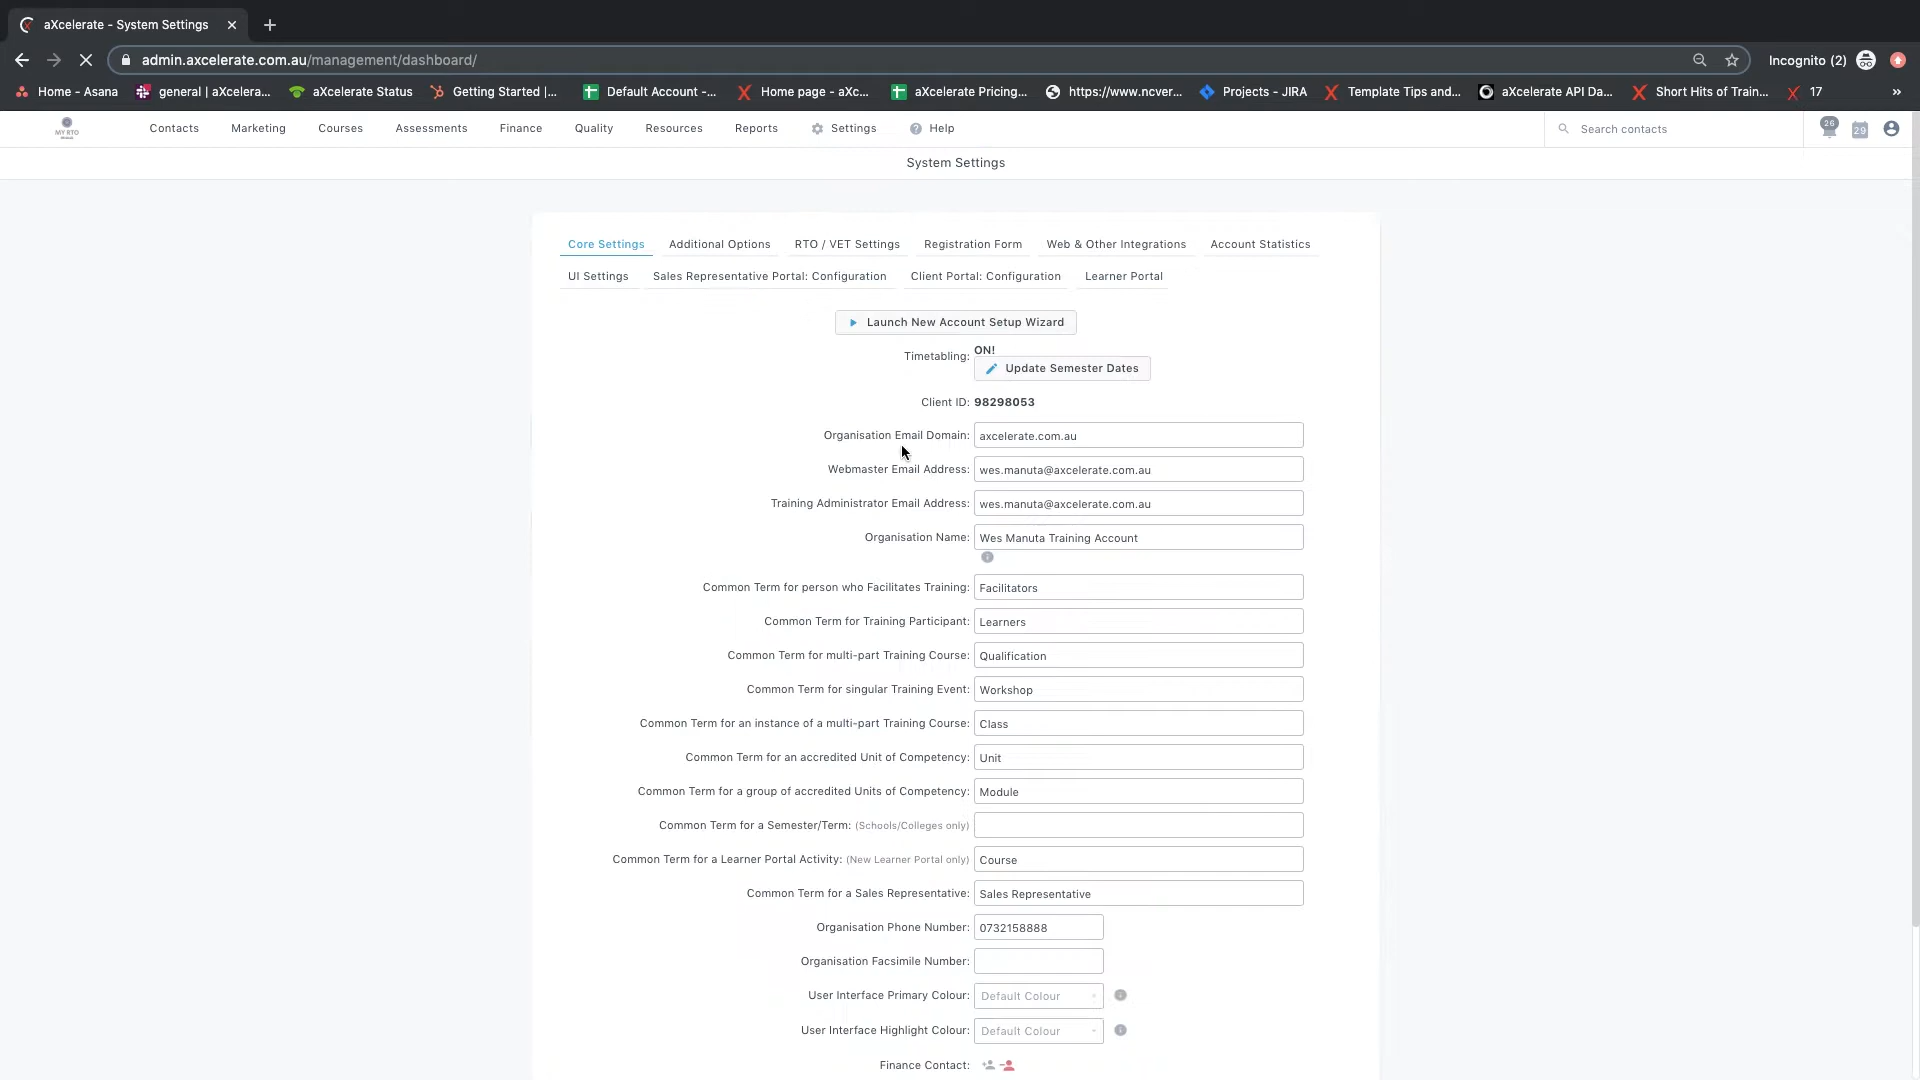 aXcelerate - System Settings
admin.axcelerate.com.au/management/dashboard/
Incognito (2)
Home - Asana
general | aXcelera...
aXcelerate Status
Getting Started |...
Default Account -...
Home page - aXc...
aXcelerate Pricing...
https://www.ncver...
Projects - JIRA
Template Tips and...
aXcelerate API Da...
Short Hits of Train...
17
»
MY RTO
Contacts
Marketing
Courses
Assessments
Finance
Quality
Resources
Reports
Settings
Help
Search contacts
26
29
System Settings
Core Settings
Additional Options
RTO / VET Settings
Registration Form
Web & Other Integrations
Account Statistics
UI Settings
Sales Representative Portal: Configuration
Client Portal: Configuration
Learner Portal
Launch New Account Setup Wizard
Timetabling: ON!
Update Semester Dates
Client ID: 98298053
Organisation Email Domain: axcelerate.com.au
Webmaster Email Address: wes.manuta@axcelerate.com.au
Training Administrator Email Address: wes.manuta@axcelerate.com.au
Organisation Name: Wes Manuta Training Account
Common Term for person who Facilitates Training: Facilitators
Common Term for Training Participant: Learners
Common Term for multi-part Training Course: Qualification
Common Term for singular Training Event: Workshop
Common Term for an instance of a multi-part Training Course: Class
Common Term for an accredited Unit of Competency: Unit
Common Term for a group of accredited Units of Competency: Module
Common Term for a Semester/Term: (Schools/Colleges only)
Common Term for a Learner Portal Activity: (New Learner Portal only) Course
Common Term for a Sales Representative: Sales Representative
Organisation Phone Number: 0732158888
Organisation Facsimile Number:
User Interface Primary Colour: Default Colour
User Interface Highlight Colour: Default Colour
Finance Contact: